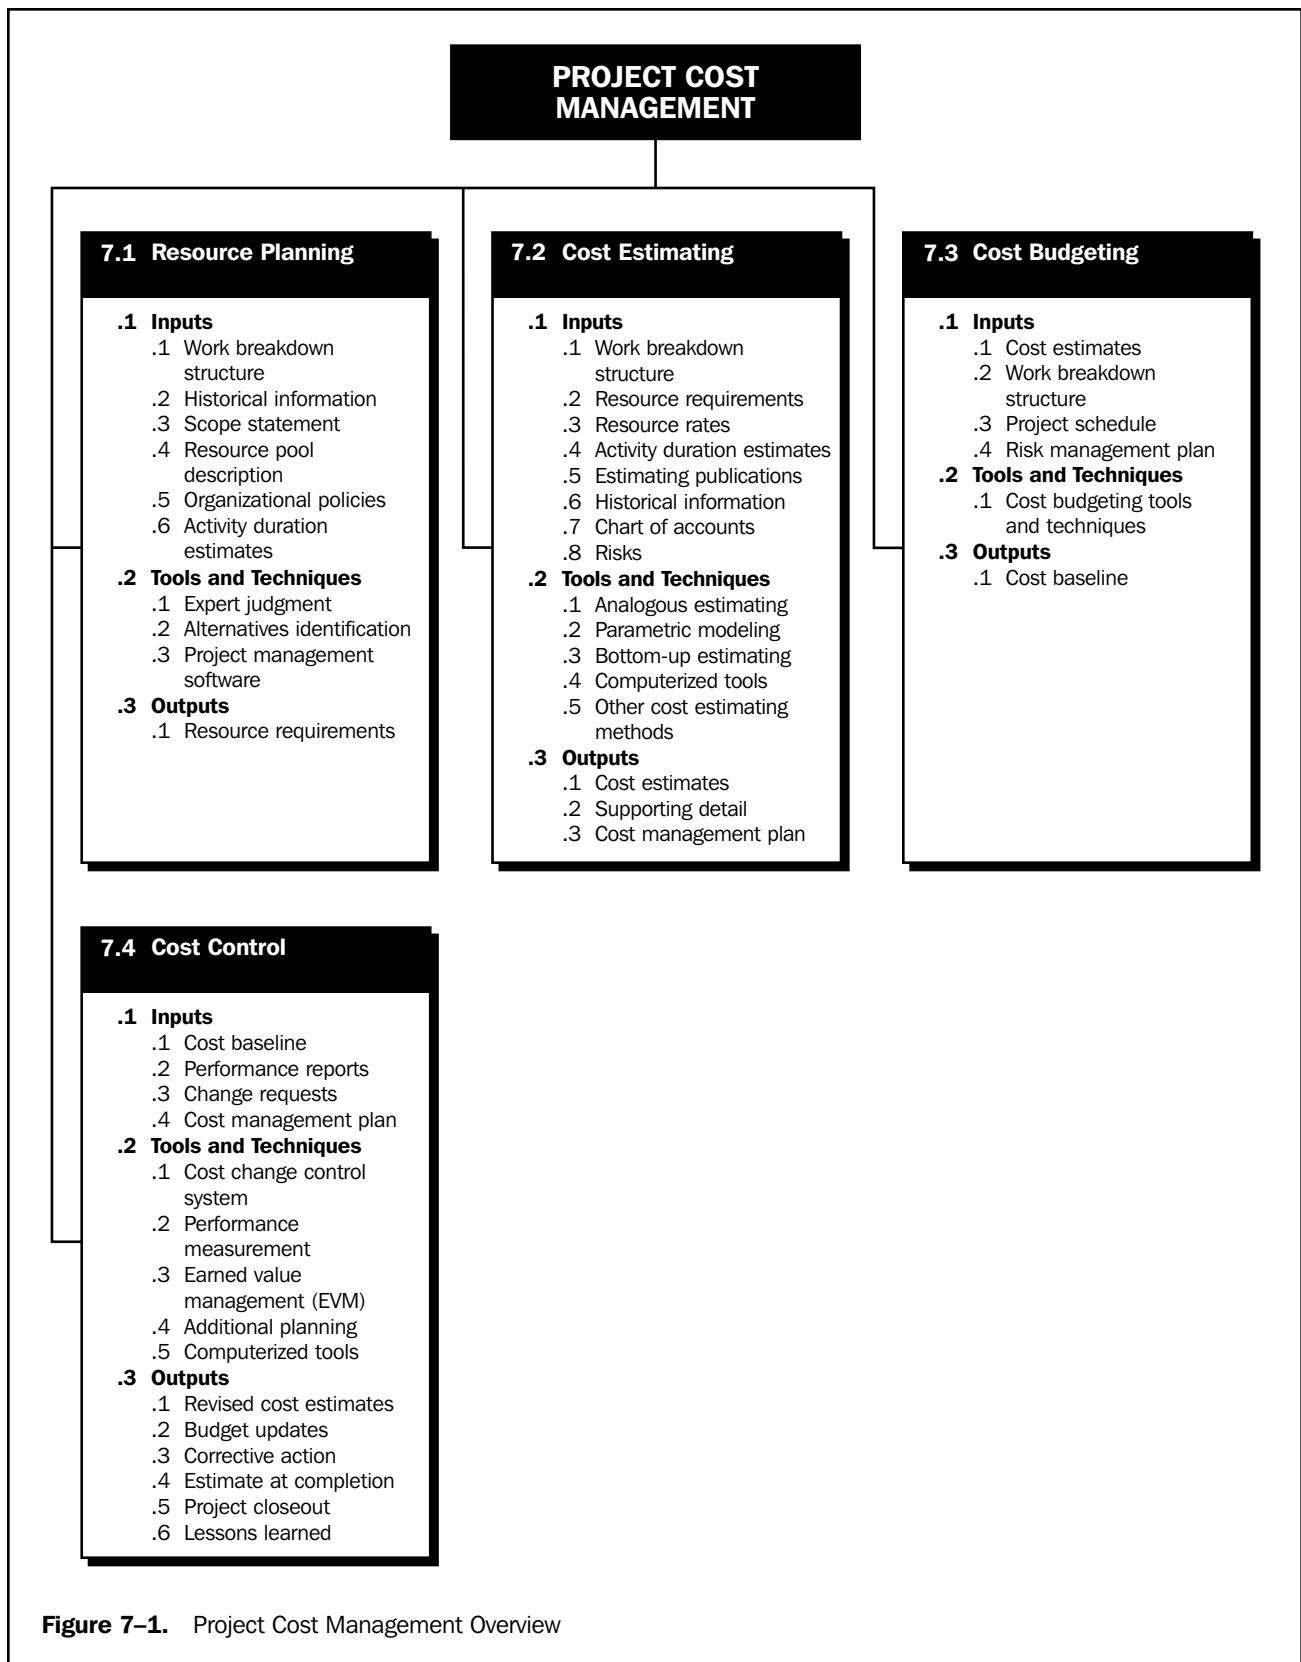 PROJECT COST
MANAGEMENT
7.1 Resource Planning
.1 Inputs
.1 Work breakdown
structure
.2 Historical information
.3 Scope statement
.4 Resource pool
description
.5 Organizational policies
.6 Activity duration
estimates
.2 Tools and Techniques
.1 Expert judgment
.2 Alternatives identification
.3 Project management
software
.3 Outputs
.1 Resource requirements
7.2 Cost Estimating
.1 Inputs
.1 Work breakdown
structure
.2 Resource requirements
.3 Resource rates
.4 Activity duration estimates
.5 Estimating publications
.6 Historical information
.7 Chart of accounts
.8 Risks
.2 Tools and Techniques
.1 Analogous estimating
.2 Parametric modeling
.3 Bottom-up estimating
.4 Computerized tools
.5 Other cost estimating
methods
.3 Outputs
.1 Cost estimates
.2 Supporting detail
.3 Cost management plan
7.3 Cost Budgeting
.1 Inputs
.1 Cost estimates
.2 Work breakdown
structure
.3 Project schedule
.4 Risk management plan
.2 Tools and Techniques
.1 Cost budgeting tools
and techniques
.3 Outputs
.1 Cost baseline
7.4 Cost Control
.1 Inputs
.1 Cost baseline
.2 Performance reports
.3 Change requests
.4 Cost management plan
.2 Tools and Techniques
.1 Cost change control
system
.2 Performance
measurement
.3 Earned value
management (EVM)
.4 Additional planning
.5 Computerized tools
.3 Outputs
.1 Revised cost estimates
.2 Budget updates
.3 Corrective action
.4 Estimate at completion
.5 Project closeout
.6 Lessons learned
Figure 7–1. Project Cost Management Overview